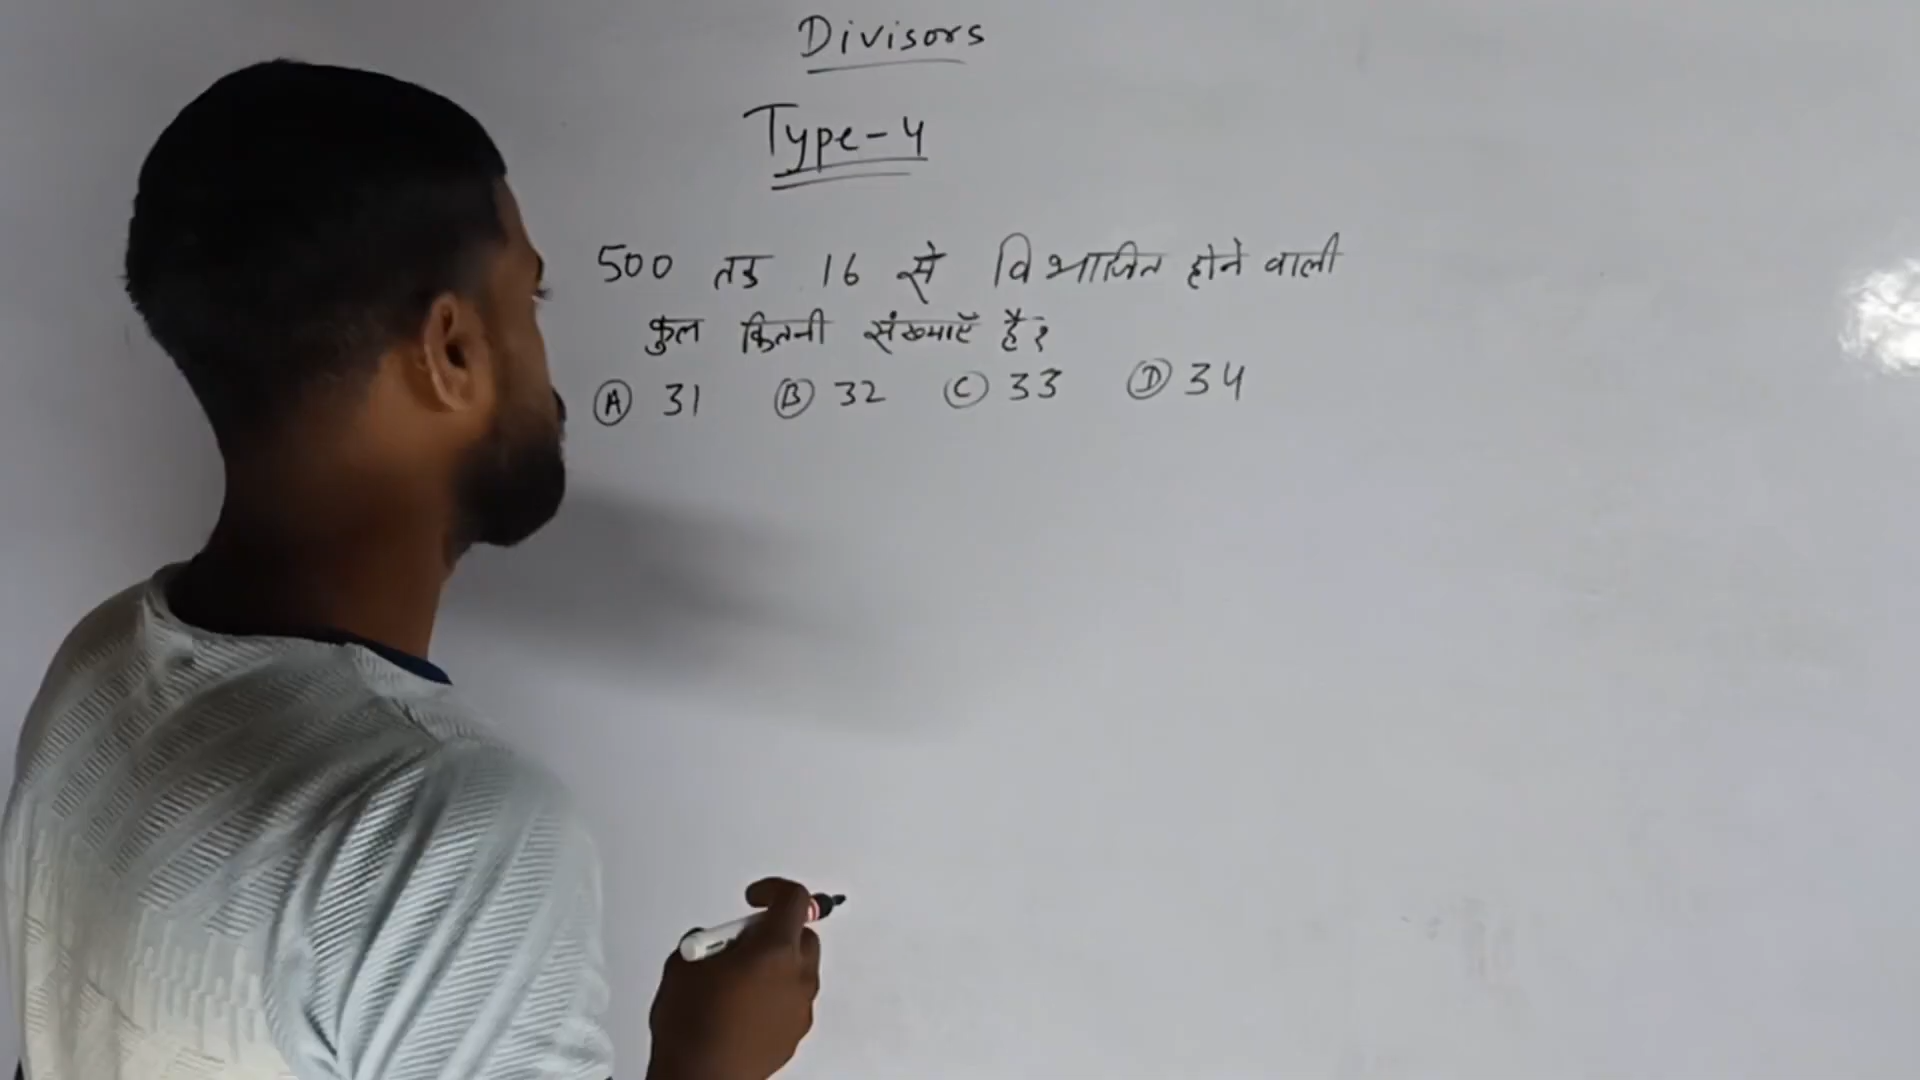 Divisors
Type-4
500 तक 16 से विभाजित होने वाली
कुल कितनी संख्याएँ है?
(A) 31 (B) 32 (C) 33 (D) 34